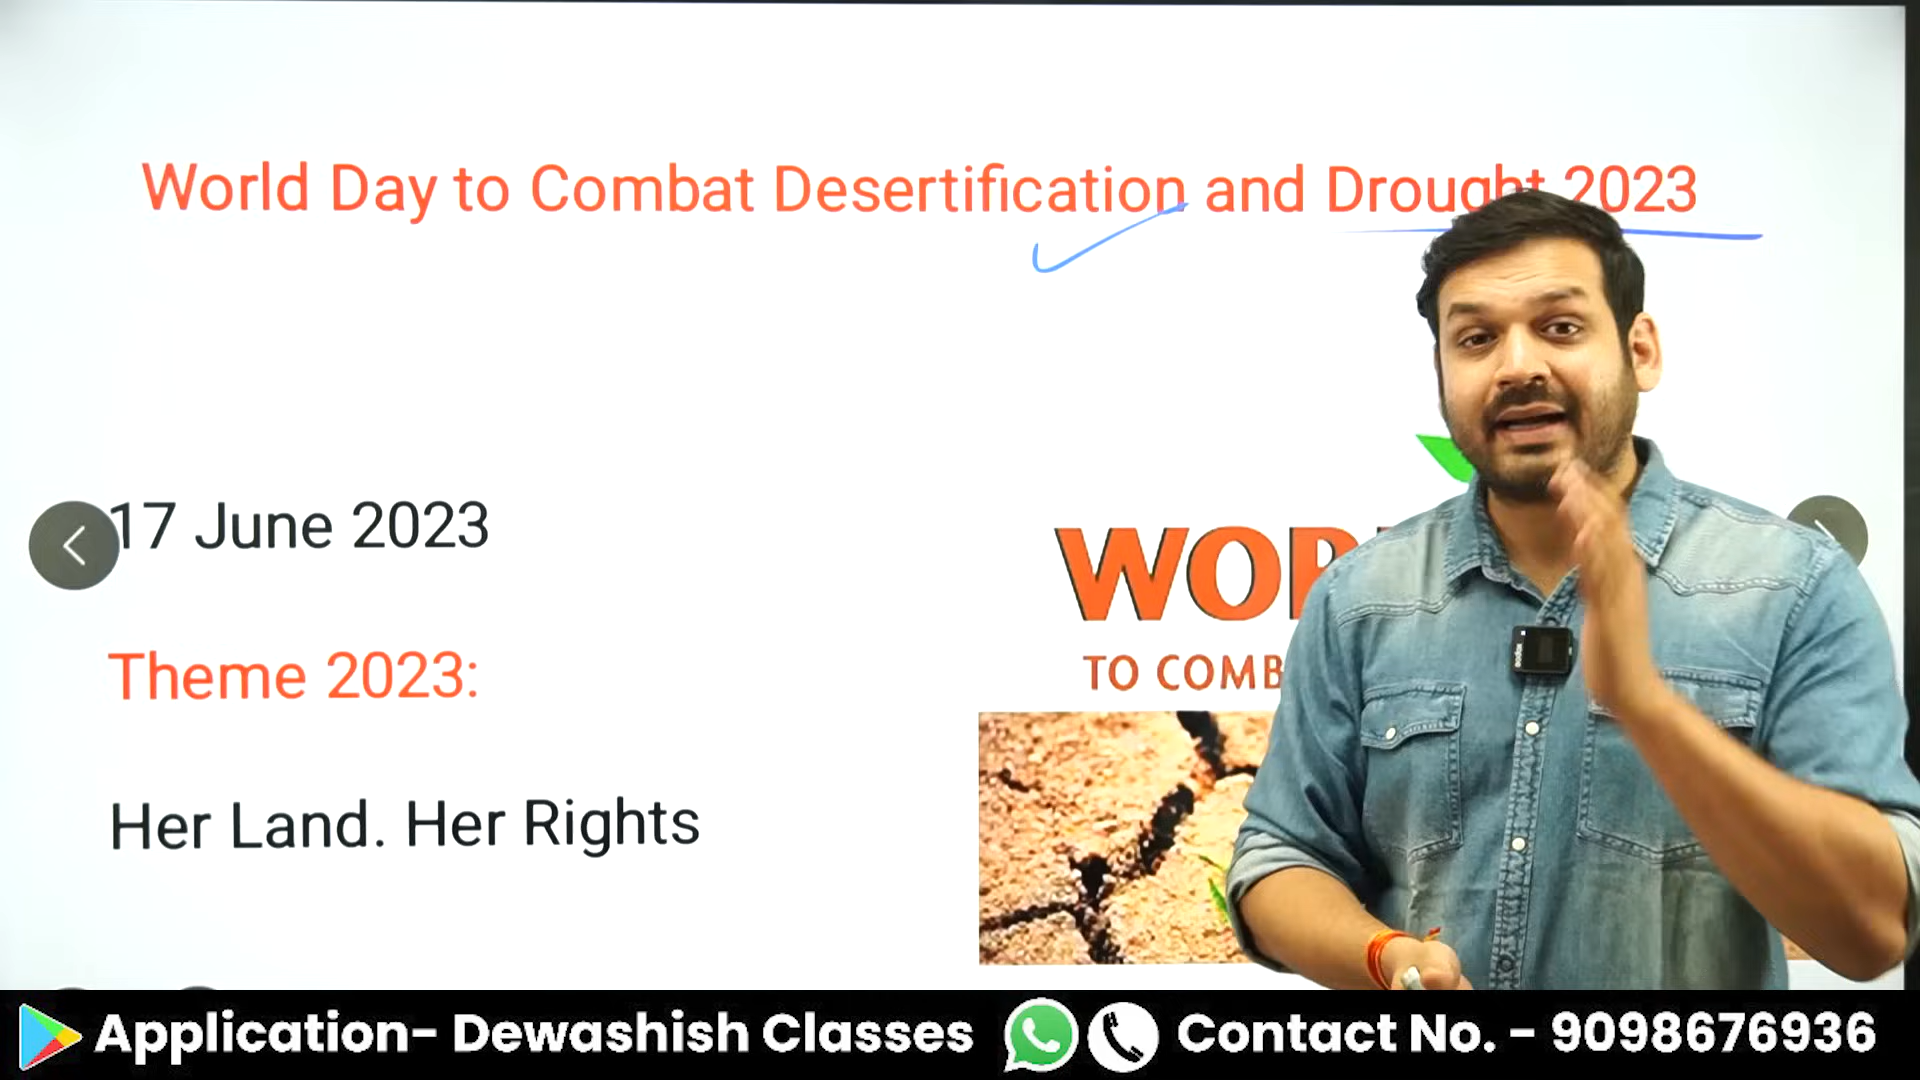 World Day to Combat Desertification and Drought 2023
17 June 2023
Theme 2023:
Her Land. Her Rights
TO COMB
Application- Dewashish Classes
Contact No. - 9098676936